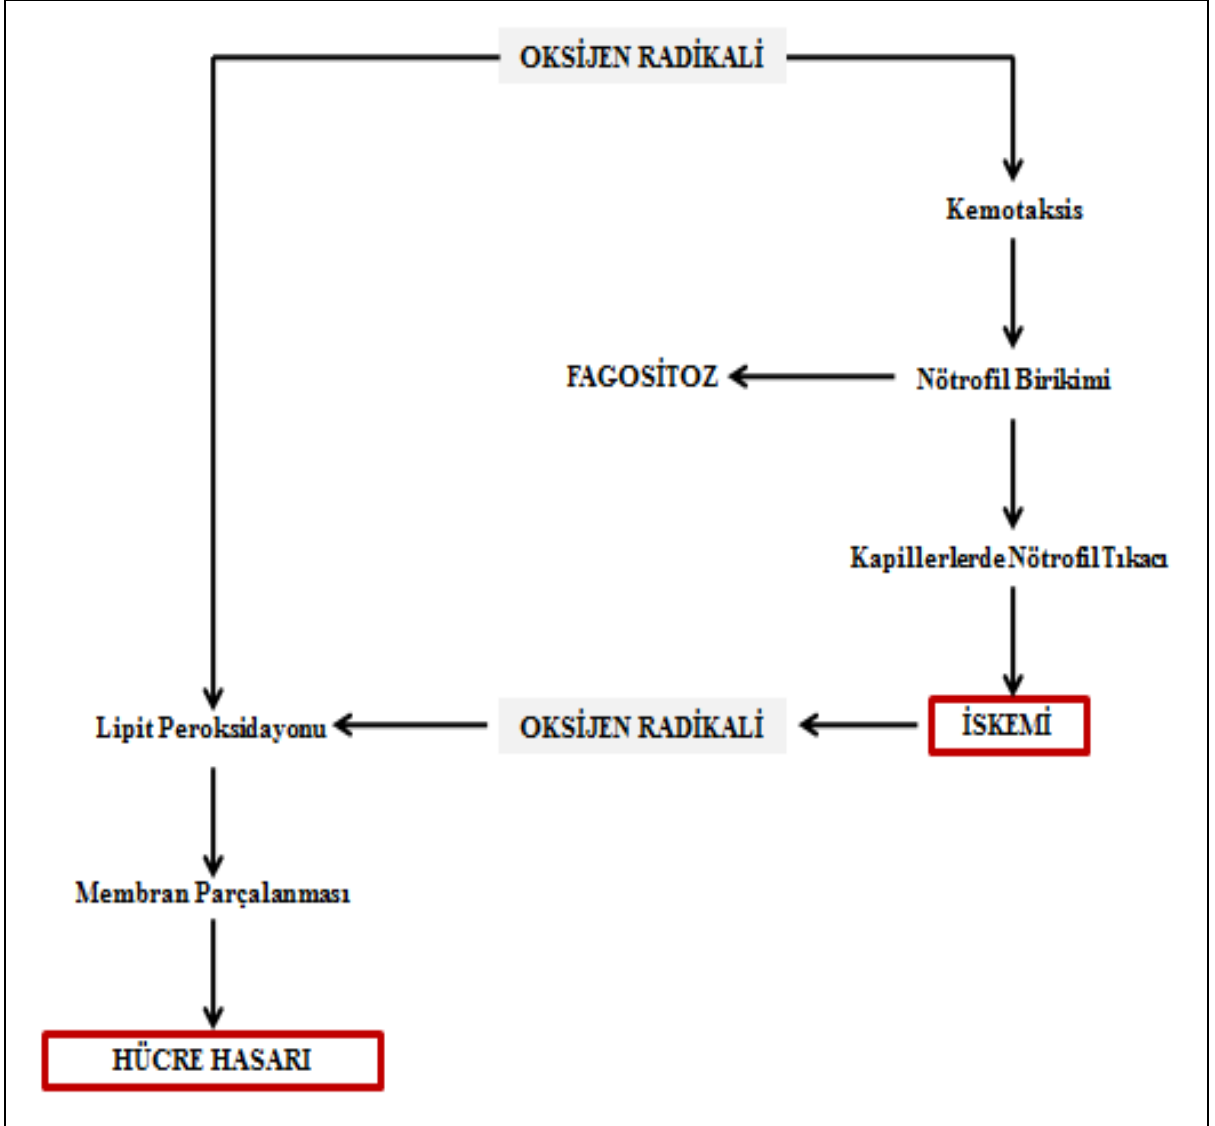 OKSİJEN RADİKALİ
Kemotaksis
FAGOSİTOZ
Nötrofil Birikimi
Kapillerlerde Nötrofil Tıkacı
Lipit Peroksidayonu
OKSİJEN RADİKALİ
İSKEMİ
Membran Parçalanması
HÜCRE HASARI